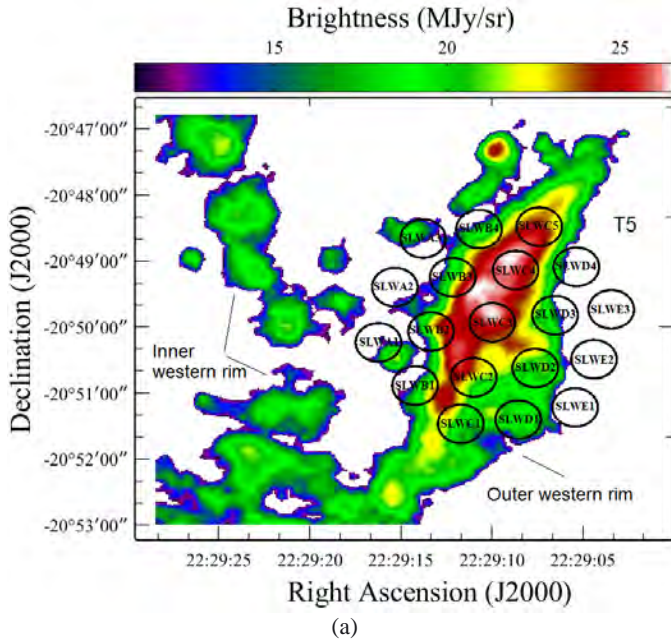 Brightness (MJy/sr)
15 20 25
-20°47'00"
-20°48'00"
-20°49'00"
-20°50'00"
-20°51'00"
-20°52'00"
-20°53'00"
Declination (J2000)
T5
SLWA3 SLWB4 SLWC5
SLWA2 SLWB3 SLWC4 SLWD4
SLWA1 SLWB2 SLWC3 SLWD3 SLWE3
SLWB1 SLWC2 SLWD2 SLWE2
SLWC1 SLWD1 SLWE1
Inner
western rim
Outer western rim
22:29:25 22:29:20 22:29:15 22:29:10 22:29:05
Right Ascension (J2000)
(a)